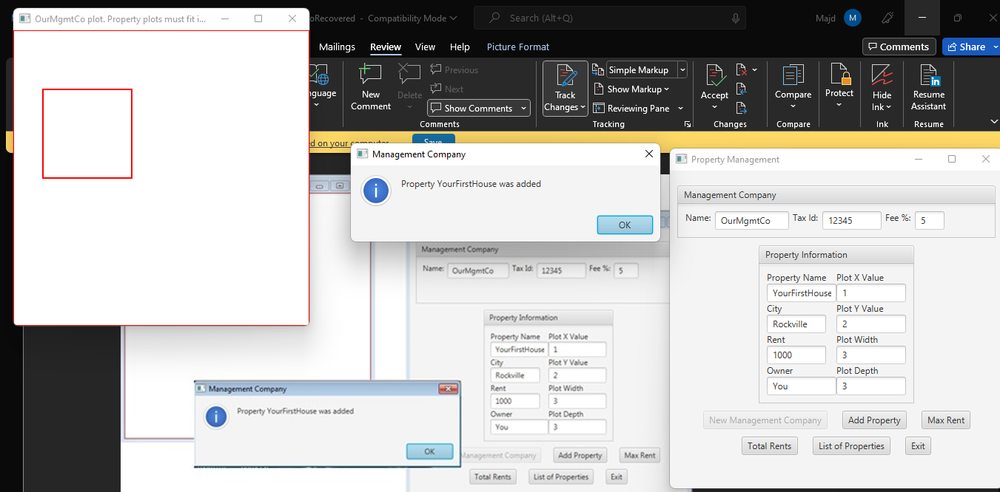 OurMgmtCo plot. Property plots must fit i...
oRecovered - Compatibility Mode
Search (Alt+Q)
Majd
M
Mailings
Review
View
Help
Picture Format
Comments
Share
New
Comment
Delete
Previous
Next
Show Comments
Comments
Track
Changes
Simple Markup
Show Markup
Reviewing Pane
Tracking
Accept
Changes
Compare
Compare
Protect
Hide
Ink
Ink
in
Resume
Assistant
Resume
on your computer
Save
Management Company
Property YourFirstHouse was added
OK
Property Management
Management Company
Name: OurMgmtCo Tax Id: 12345 Fee %: 5
Property Information
Property Name Plot X Value
YourFirstHouse 1
City Plot Y Value
Rockville 2
Rent Plot Width
1000 3
Owner Plot Depth
You 3
New Management Company Add Property Max Rent
Total Rents List of Properties Exit
Management Company
Name: OurMgmtCo Tax Id: 12345 Fee %: 5
Property Information
Property Name Plot X Value
YourFirstHouse 1
City Plot Y Value
Rockville 2
Rent Plot Width
1000 3
Owner Plot Depth
You 3
Management Company Add Property Max Rent
Total Rents List of Properties Exit
Management Company
Property YourFirstHouse was added
OK